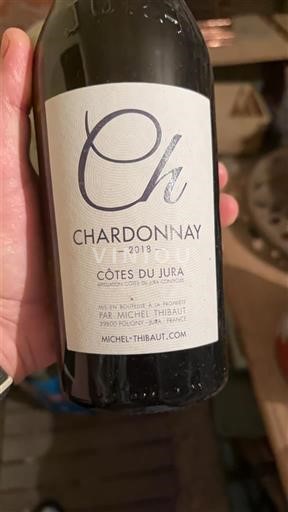 Ch
CHARDONNAY
2018
VINOU
CÔTES DU JURA
APPELLATION CÔTES DU JURA CONTRÔLÉE
MIS EN BOUTEILLE À LA PROPRIÉTÉ
PAR MICHEL THIBAUT
39800 POLIGNY - JURA - FRANCE
MICHEL-THIBAUT.COM